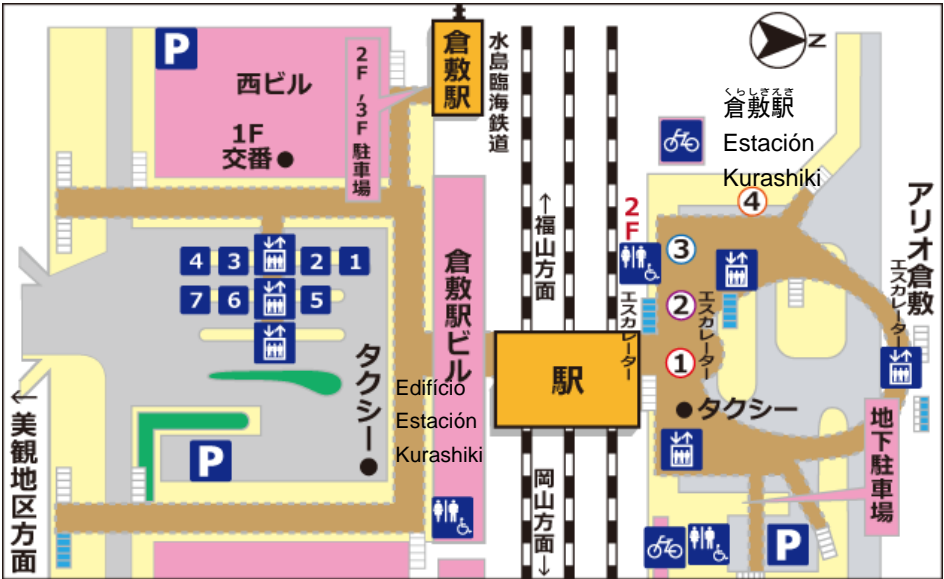 P
西ビル
1F
交番
2F,3F駐車場
倉敷駅
水島臨海鉄道
N
くらしきえき
倉敷駅
Estación
Kurashiki
④
アリオ倉敷
エスカレーター
←福山方面
2F
③
②
①
エスカレーター
エスカレーター
4
3
2
1
7
6
5
倉敷駅ビル
Edifício
Estación
Kurashiki
駅
タクシー
タクシー
地下駐車場
←美観地区方面
P
岡山方面→
P